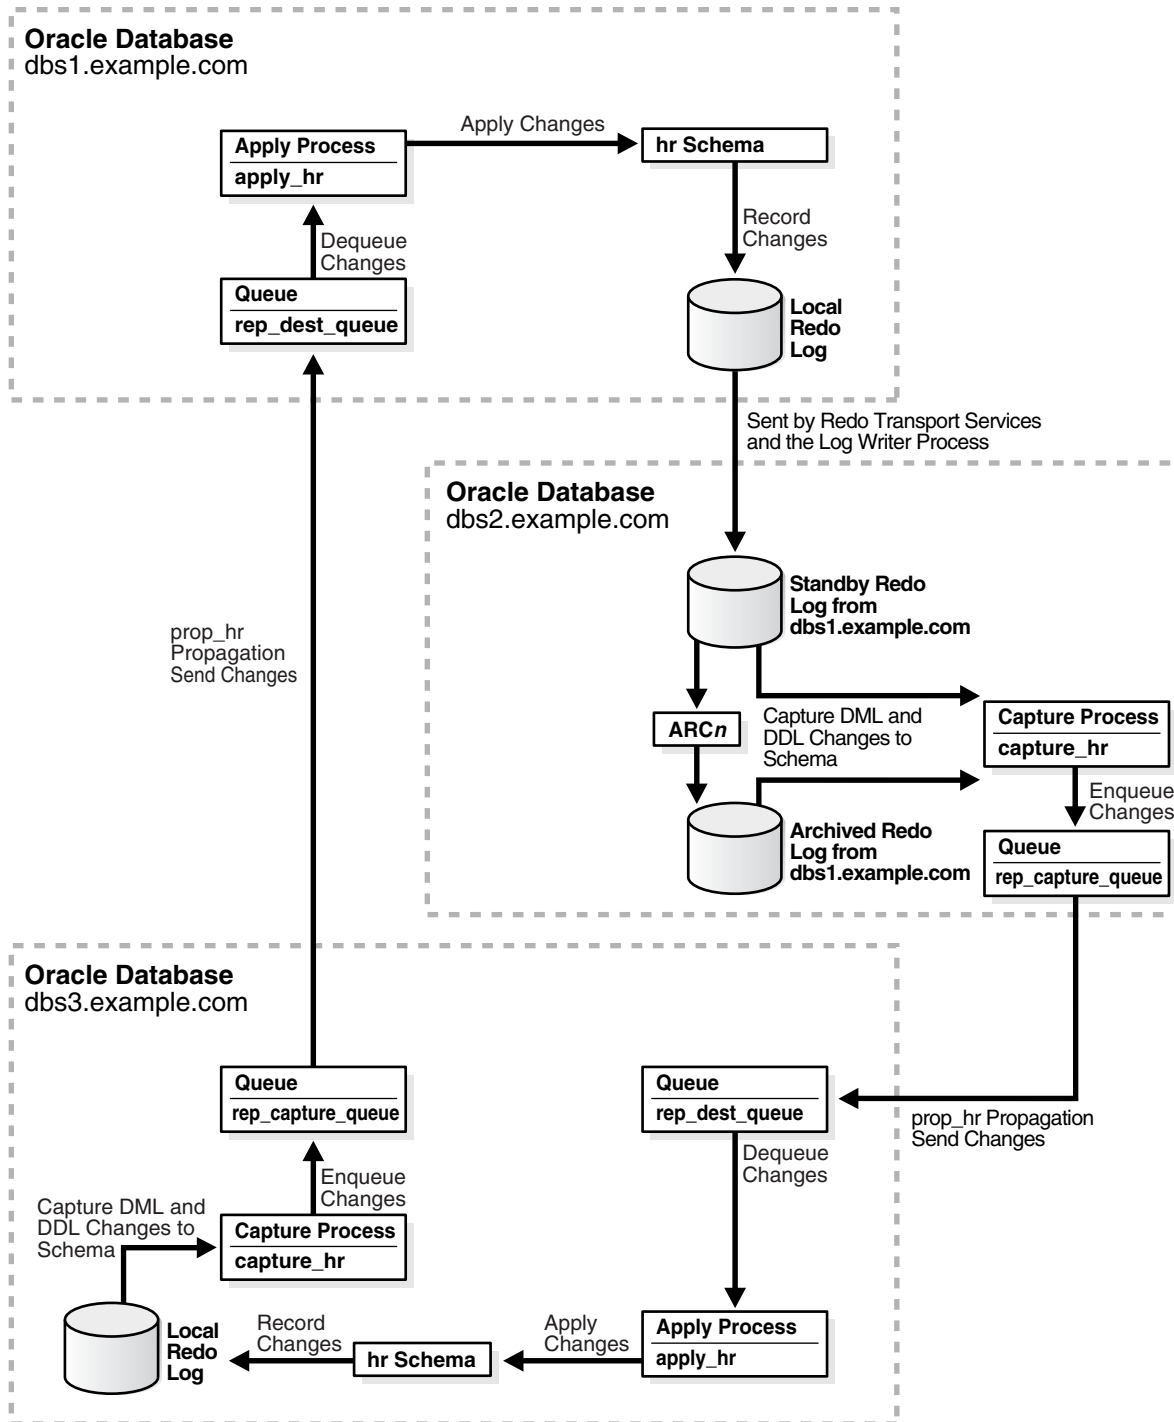 Oracle Database
dbs1.example.com
Apply Process
apply_hr
Apply Changes
hr Schema
Record
Changes
Dequeue
Changes
Queue
rep_dest_queue
Local
Redo
Log
Sent by Redo Transport Services
and the Log Writer Process
Oracle Database
dbs2.example.com
Standby Redo
Log from
dbs1.example.com
prop_hr
Propagation
Send Changes
ARCn
Capture DML and
DDL Changes to
Schema
Capture Process
capture_hr
Enqueue
Changes
Archived Redo
Log from
dbs1.example.com
Queue
rep_capture_queue
Oracle Database
dbs3.example.com
Queue
rep_capture_queue
Queue
rep_dest_queue
prop_hr Propagation
Send Changes
Dequeue
Changes
Enqueue
Changes
Capture DML and
DDL Changes to
Schema
Capture Process
capture_hr
Local
Redo
Log
Record
Changes
hr Schema
Apply
Changes
Apply Process
apply_hr